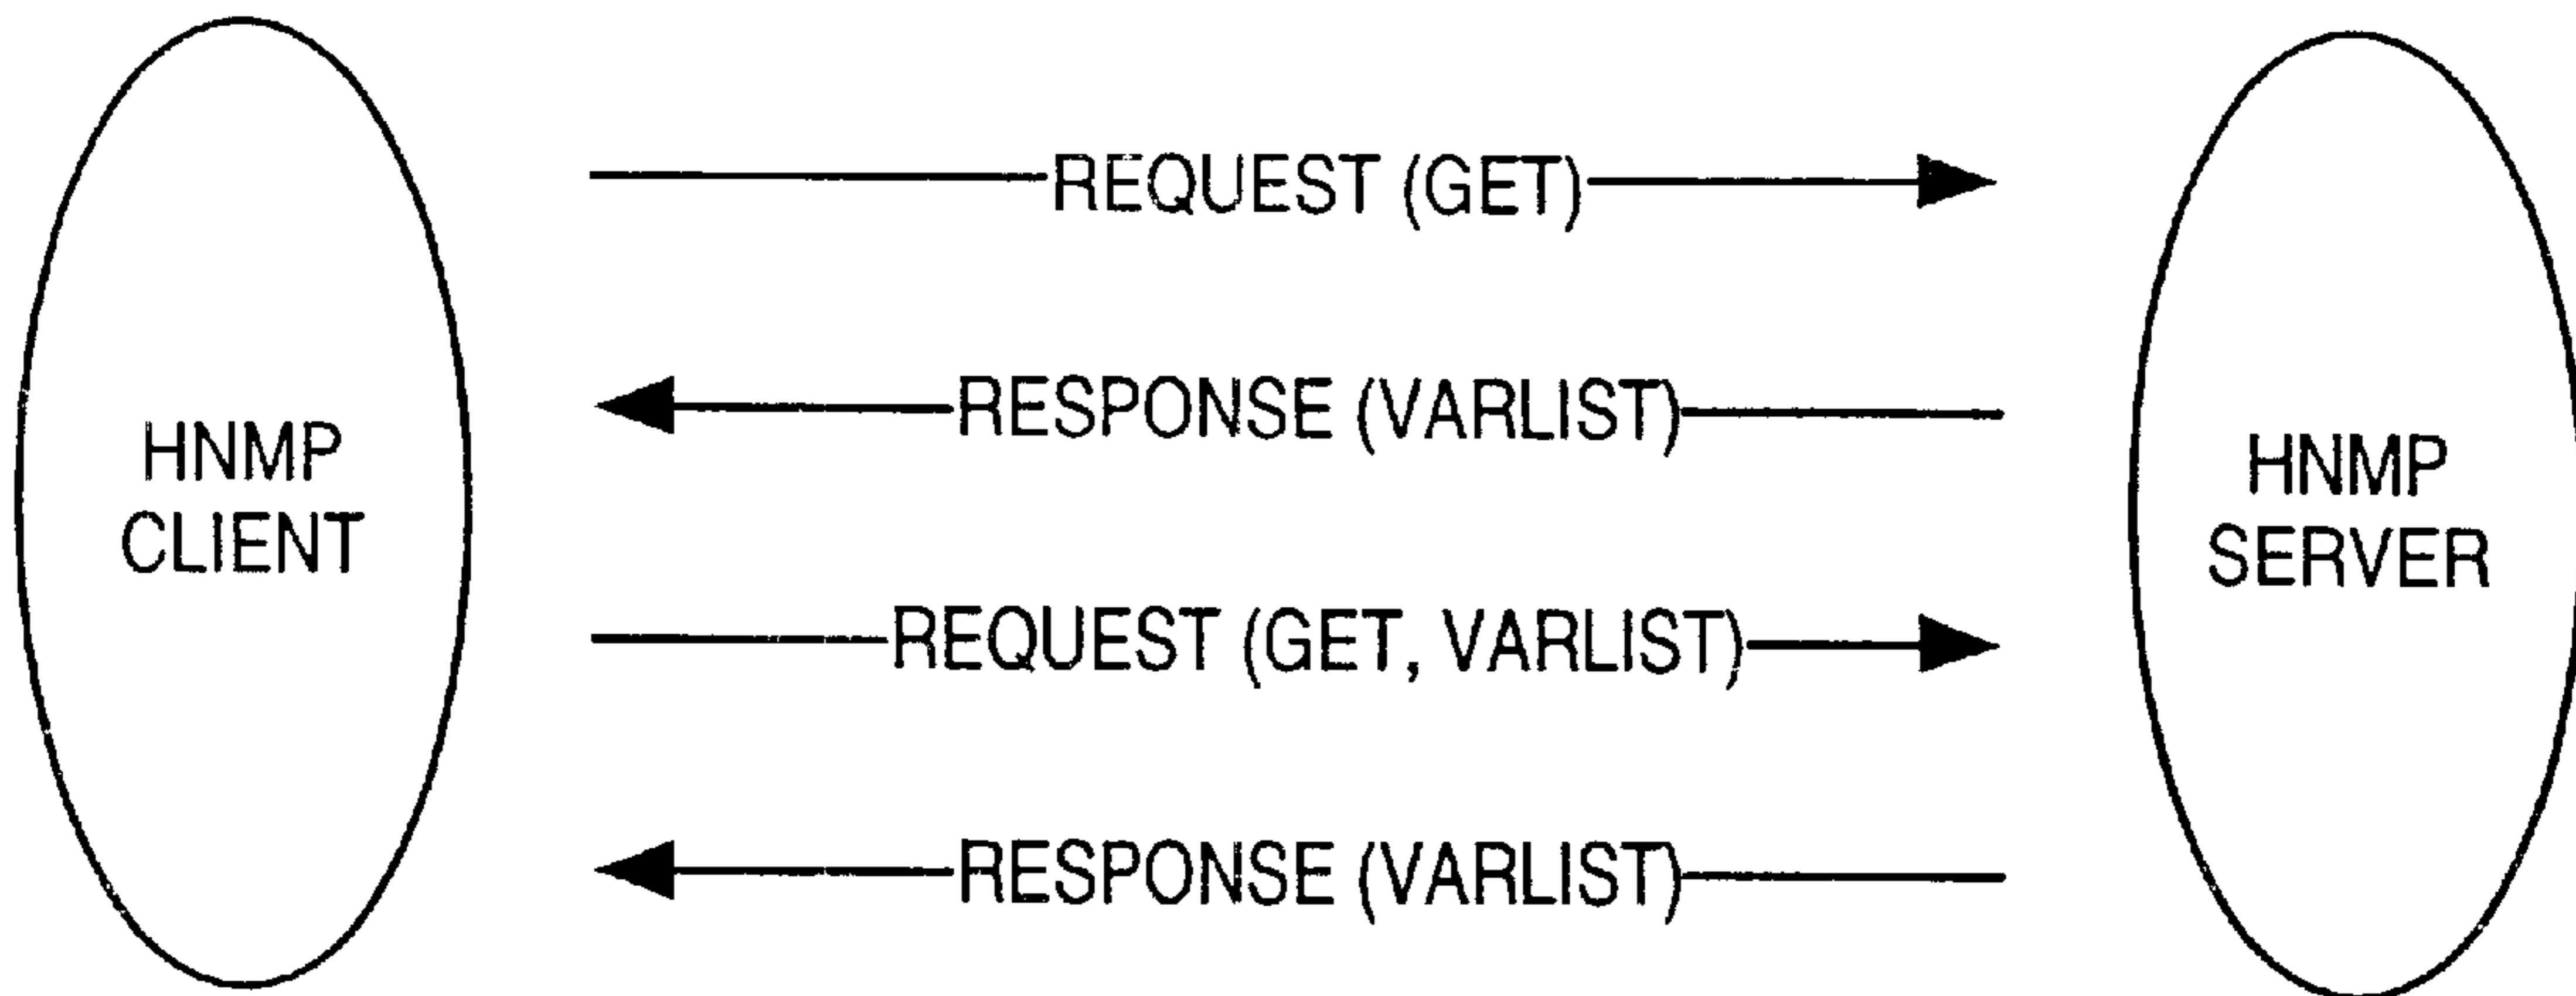 REQUEST (GET)
RESPONSE (VARLIST)
HNMP
CLIENT
HNMP
SERVER
REQUEST (GET, VARLIST)
RESPONSE (VARLIST)